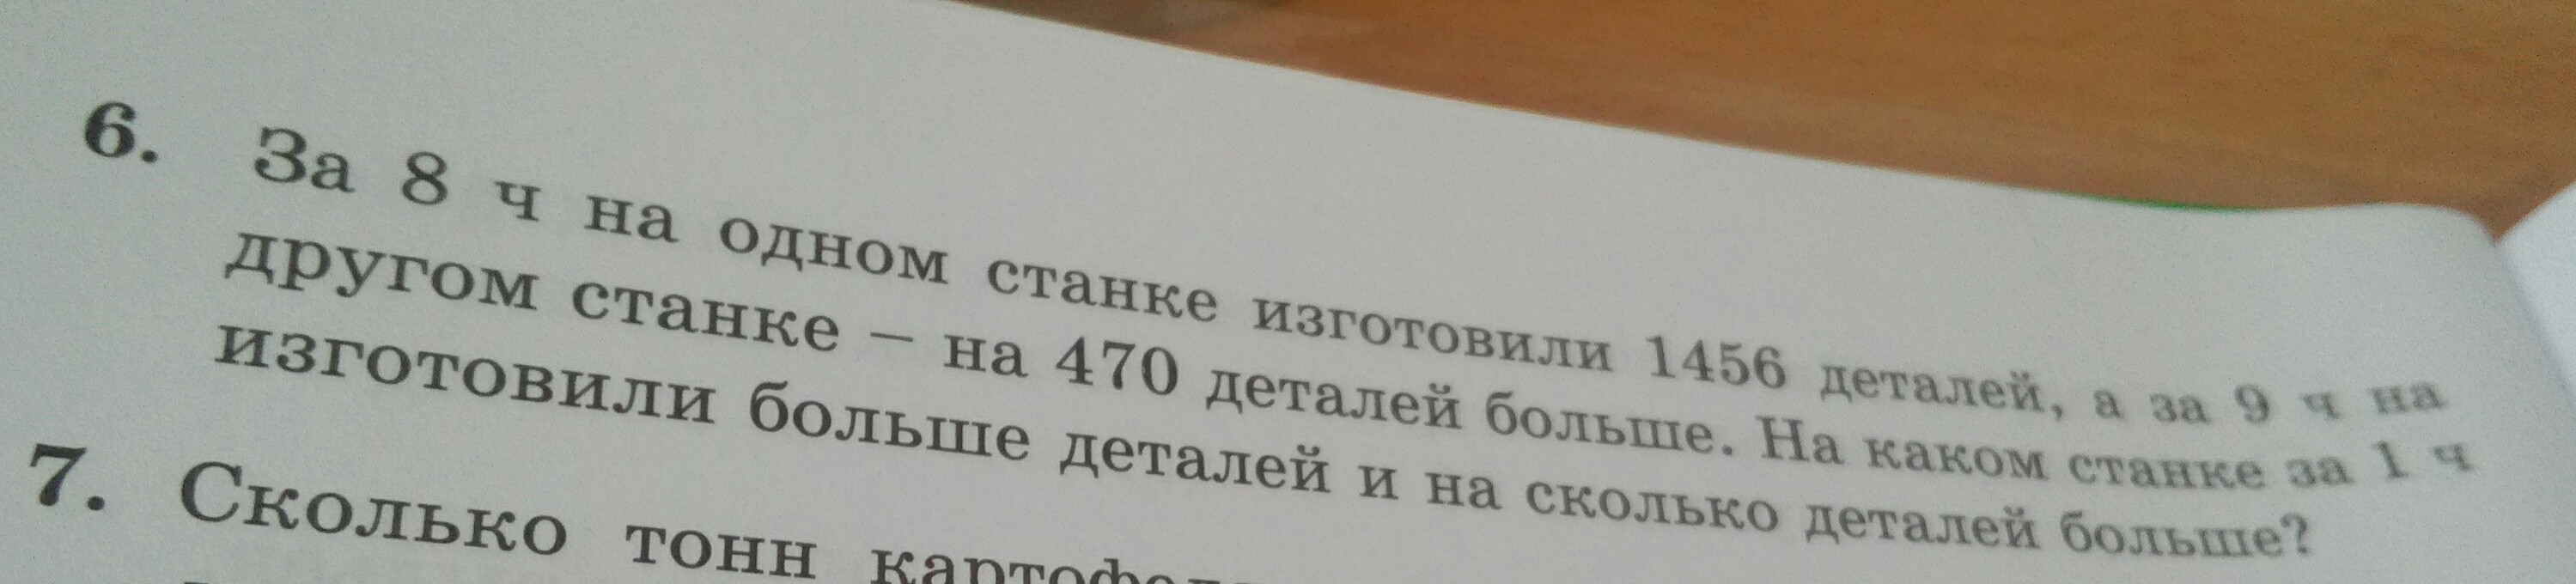 6. За 8 ч на одном станке изготовили 1456 деталей, а за 9 ч на
другом станке – на 470 деталей больше. На каком станке за 1 ч
изготовили больше деталей и на сколько деталей больше?
7. Сколько тонн